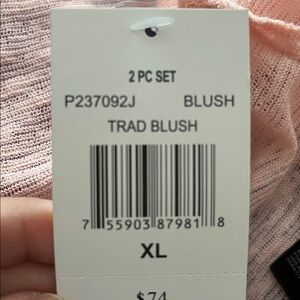 2 PC SET
P237092J BLUSH
TRAD BLUSH
7 55903 87981 8
XL
$74